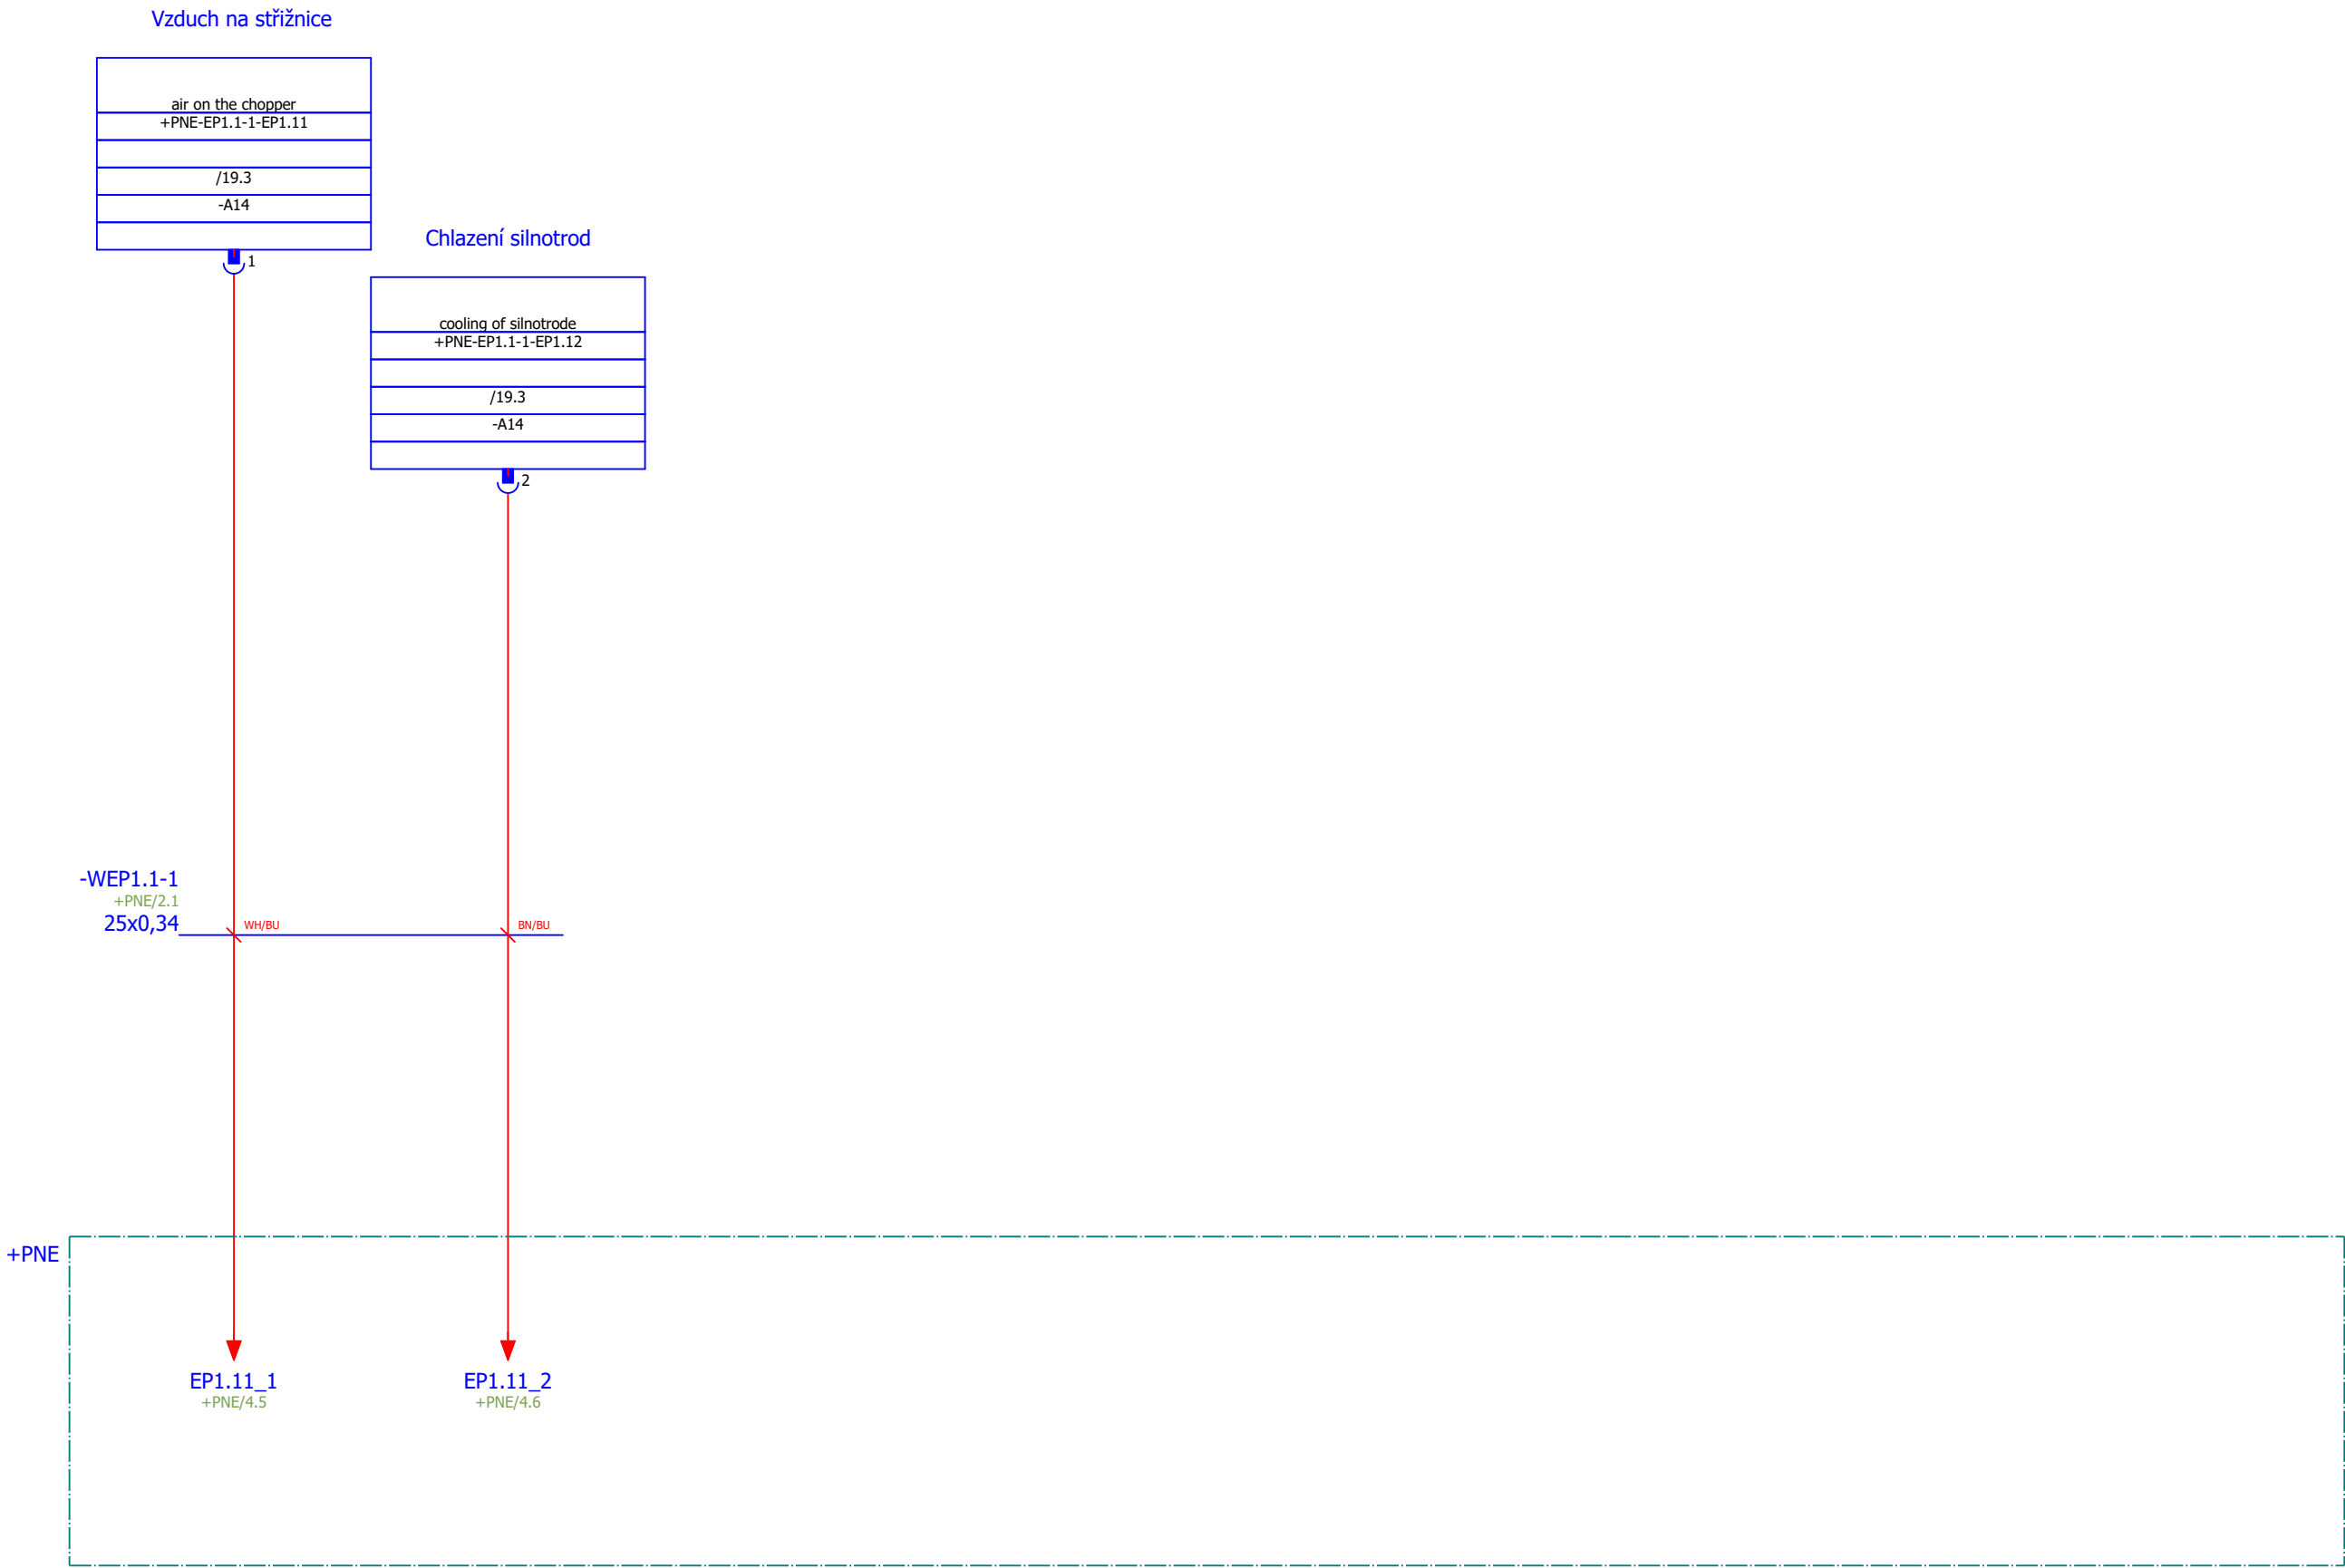 Vzduch na střižnice
air on the chopper
+PNE-EP1.1-1-EP1.11
/19.3
-A14
1
Chlazení silnotrod
cooling of silnotrode
+PNE-EP1.1-1-EP1.12
/19.3
-A14
2
-WEP1.1-1
+PNE/2.1
25x0,34
WH/BU
BN/BU
+PNE
EP1.11_1
+PNE/4.5
EP1.11_2
+PNE/4.6